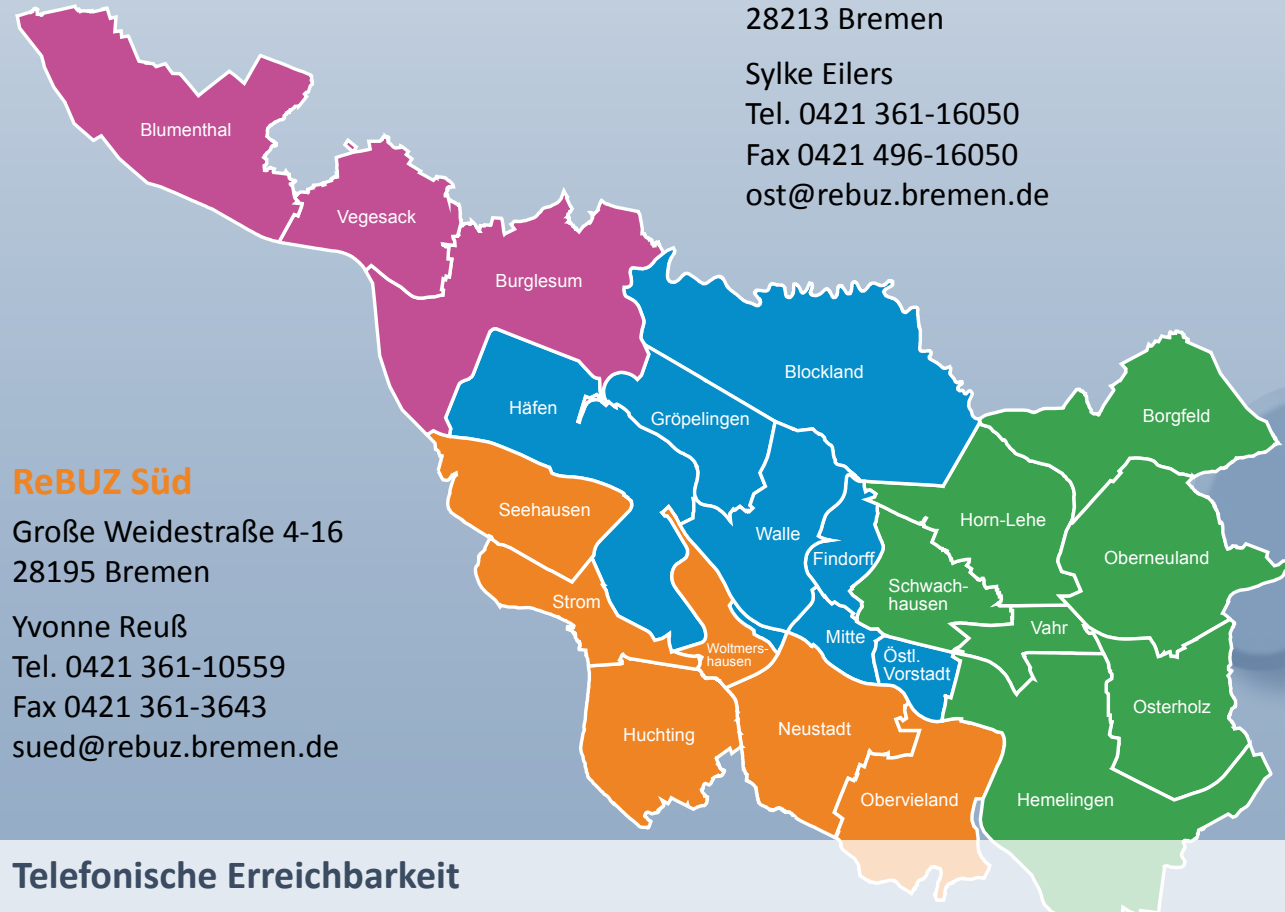 28213 Bremen
Sylke Eilers
Tel. 0421 361-16050
Fax 0421 496-16050
ost@rebuz.bremen.de
Blumenthal
Vegesack
Burglesum
Blockland
Häfen
Gröpelingen
Borgfeld
Seehausen
Walle
Horn-Lehe
Findorff
Oberneuland
Schwach-
hausen
Strom
Mitte
Vahr
Woltmers-
hausen
Östl.
Vorstadt
Osterholz
Huchting
Neustadt
Obervieland
Hemelingen
ReBUZ Süd
Große Weidestraße 4-16
28195 Bremen
Yvonne Reuß
Tel. 0421 361-10559
Fax 0421 361-3643
sued@rebuz.bremen.de
Telefonische Erreichbarkeit